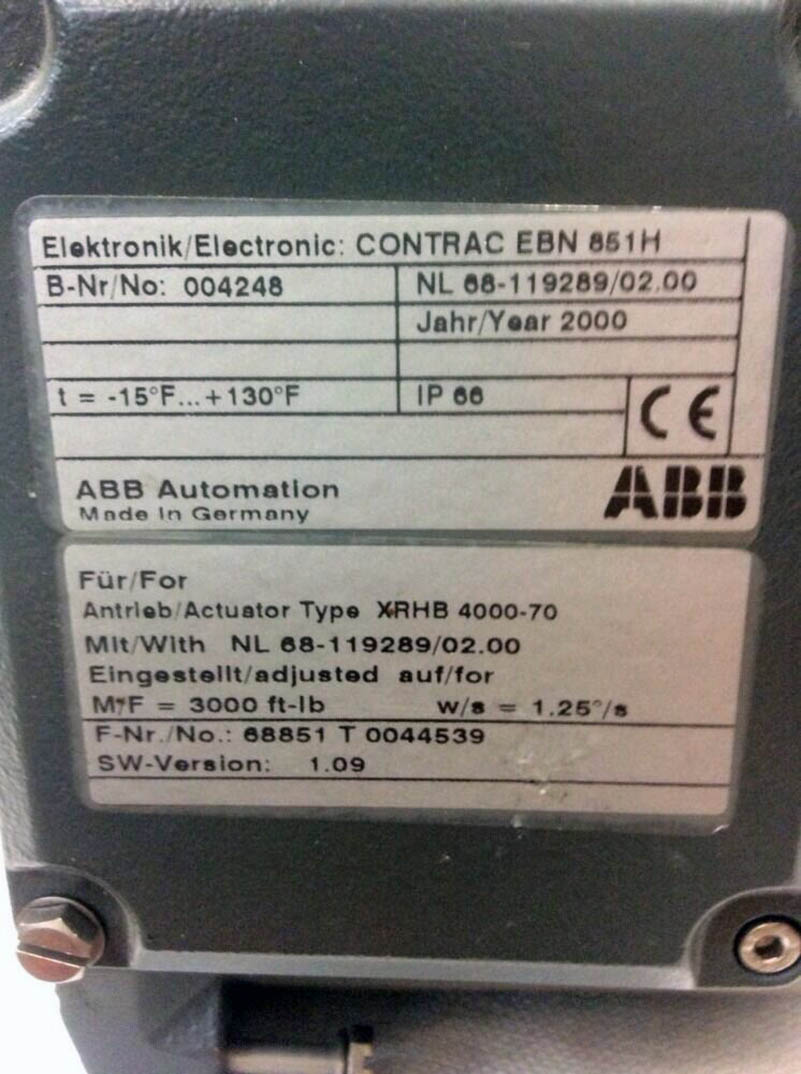 Elektronik/Electronic: CONTRAC EBN 851H
B-Nr/No: 004248 NL 68-119289/02.00
Jahr/Year 2000
t = -15°F...+130°F IP 66
CE
ABB Automation
Made in Germany
ABB
Für/For
Antrieb/Actuator Type XRHB 4000-70
Mit/With NL 68-119289/02.00
Eingestellt/adjusted auf/for
M/F = 3000 ft-lb w/s = 1.25°/s
F-Nr./No.: 68851 T 0044539
SW-Version: 1.09